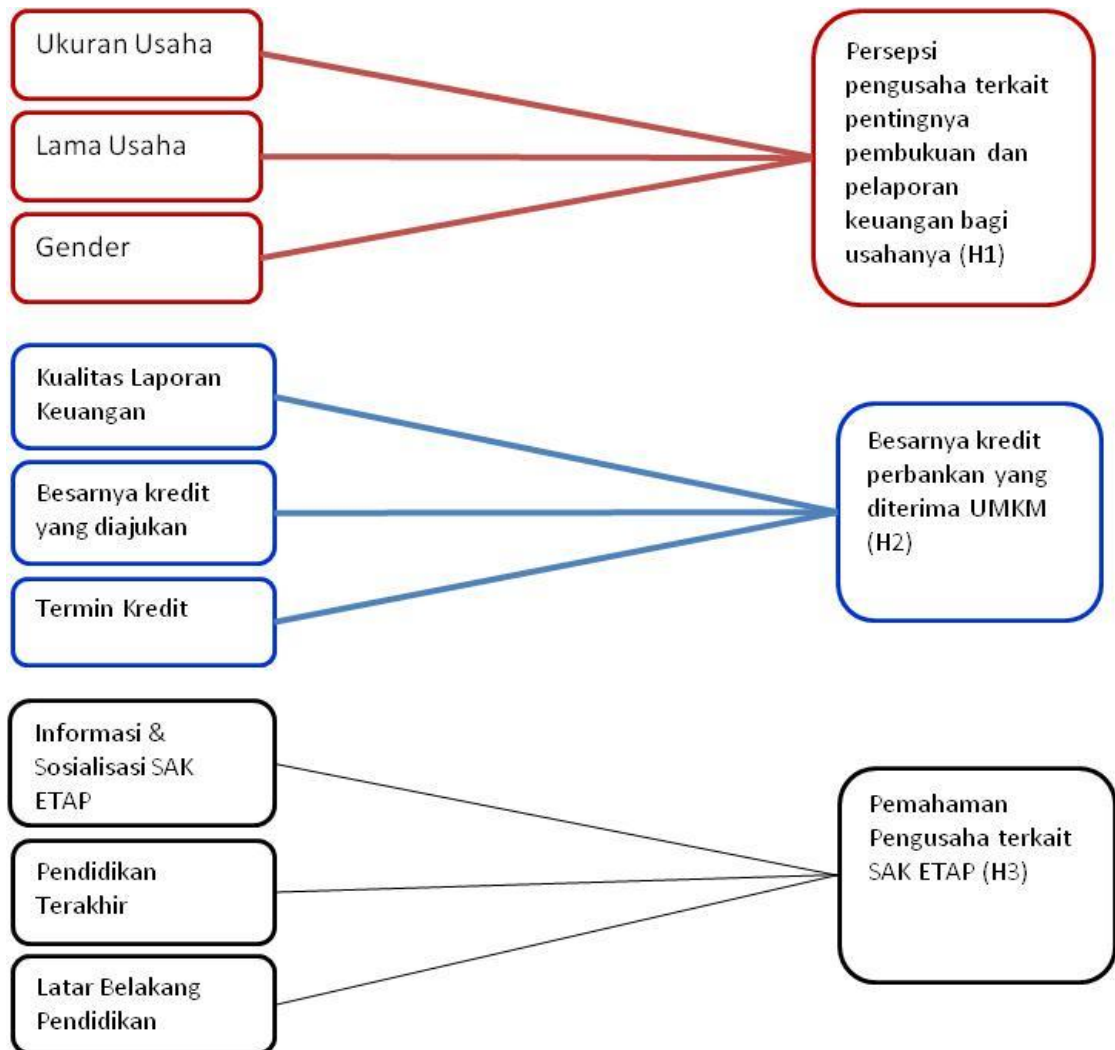 Ukuran Usaha
Lama Usaha
Gender
Persepsi
pengusaha terkait
pentingnya
pembukuan dan
pelaporan
keuangan bagi
usahanya (H1)
Kualitas Laporan
Keuangan
Besarnya kredit
yang diajukan
Termin Kredit
Besarnya kredit
perbankan yang
diterima UMKM
(H2)
Informasi &
Sosialisasi SAK
ETAP
Pendidikan
Terakhir
Latar Belakang
Pendidikan
Pemahaman
Pengusaha terkait
SAK ETAP (H3)